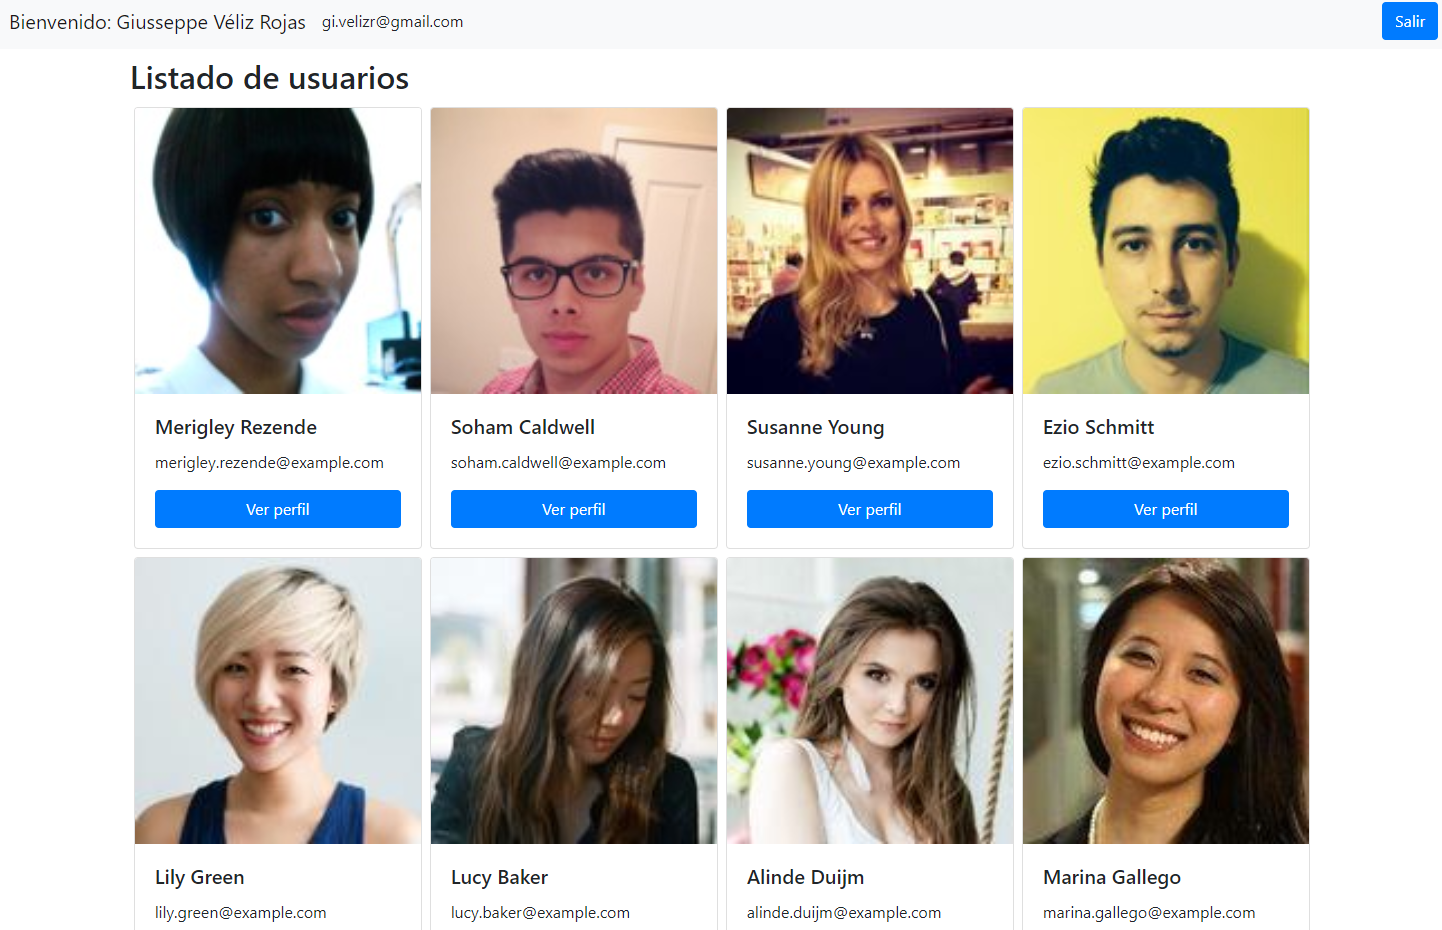 Bienvenido: Giusseppe Véliz Rojas gi.velizr@gmail.com Salir
Listado de usuarios
Merigley Rezende
merigley.rezende@example.com
Ver perfil
Soham Caldwell
soham.caldwell@example.com
Ver perfil
Susanne Young
susanne.young@example.com
Ver perfil
Ezio Schmitt
ezio.schmitt@example.com
Ver perfil
Lily Green
lily.green@example.com
Lucy Baker
lucy.baker@example.com
Alinde Duijm
alinde.duijm@example.com
Marina Gallego
marina.gallego@example.com